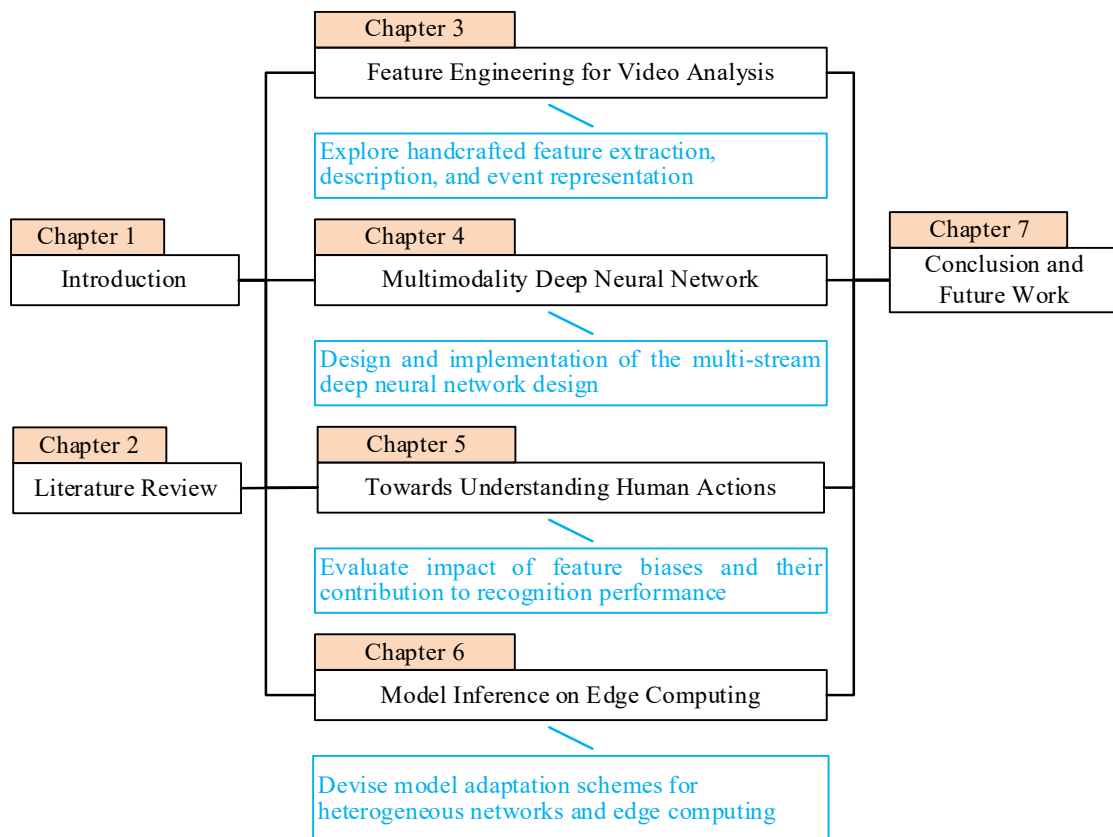 Chapter 3
Feature Engineering for Video Analysis
Explore handcrafted feature extraction,
description, and event representation
Chapter 1
Introduction
Chapter 4
Multimodality Deep Neural Network
Chapter 7
Conclusion and
Future Work
Design and implementation of the multi-stream
deep neural network design
Chapter 2
Literature Review
Chapter 5
Towards Understanding Human Actions
Evaluate impact of feature biases and their
contribution to recognition performance
Chapter 6
Model Inference on Edge Computing
Devise model adaptation schemes for
heterogeneous networks and edge computing